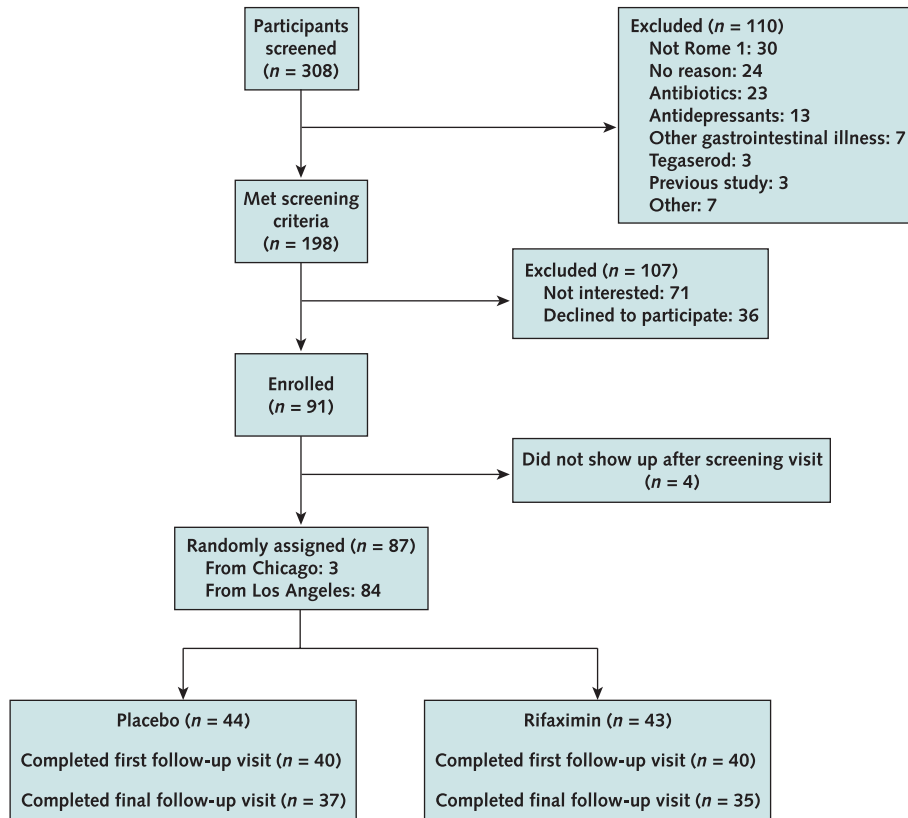 Participants
screened
(n = 308)
Excluded (n = 110)
Not Rome 1: 30
No reason: 24
Antibiotics: 23
Antidepressants: 13
Other gastrointestinal illness: 7
Tegaserod: 3
Previous study: 3
Other: 7
Met screening
criteria
(n = 198)
Excluded (n = 107)
Not interested: 71
Declined to participate: 36
Enrolled
(n = 91)
Did not show up after screening visit
(n = 4)
Randomly assigned (n = 87)
From Chicago: 3
From Los Angeles: 84
Placebo (n = 44)
Completed first follow-up visit (n = 40)
Completed final follow-up visit (n = 37)
Rifaximin (n = 43)
Completed first follow-up visit (n = 40)
Completed final follow-up visit (n = 35)